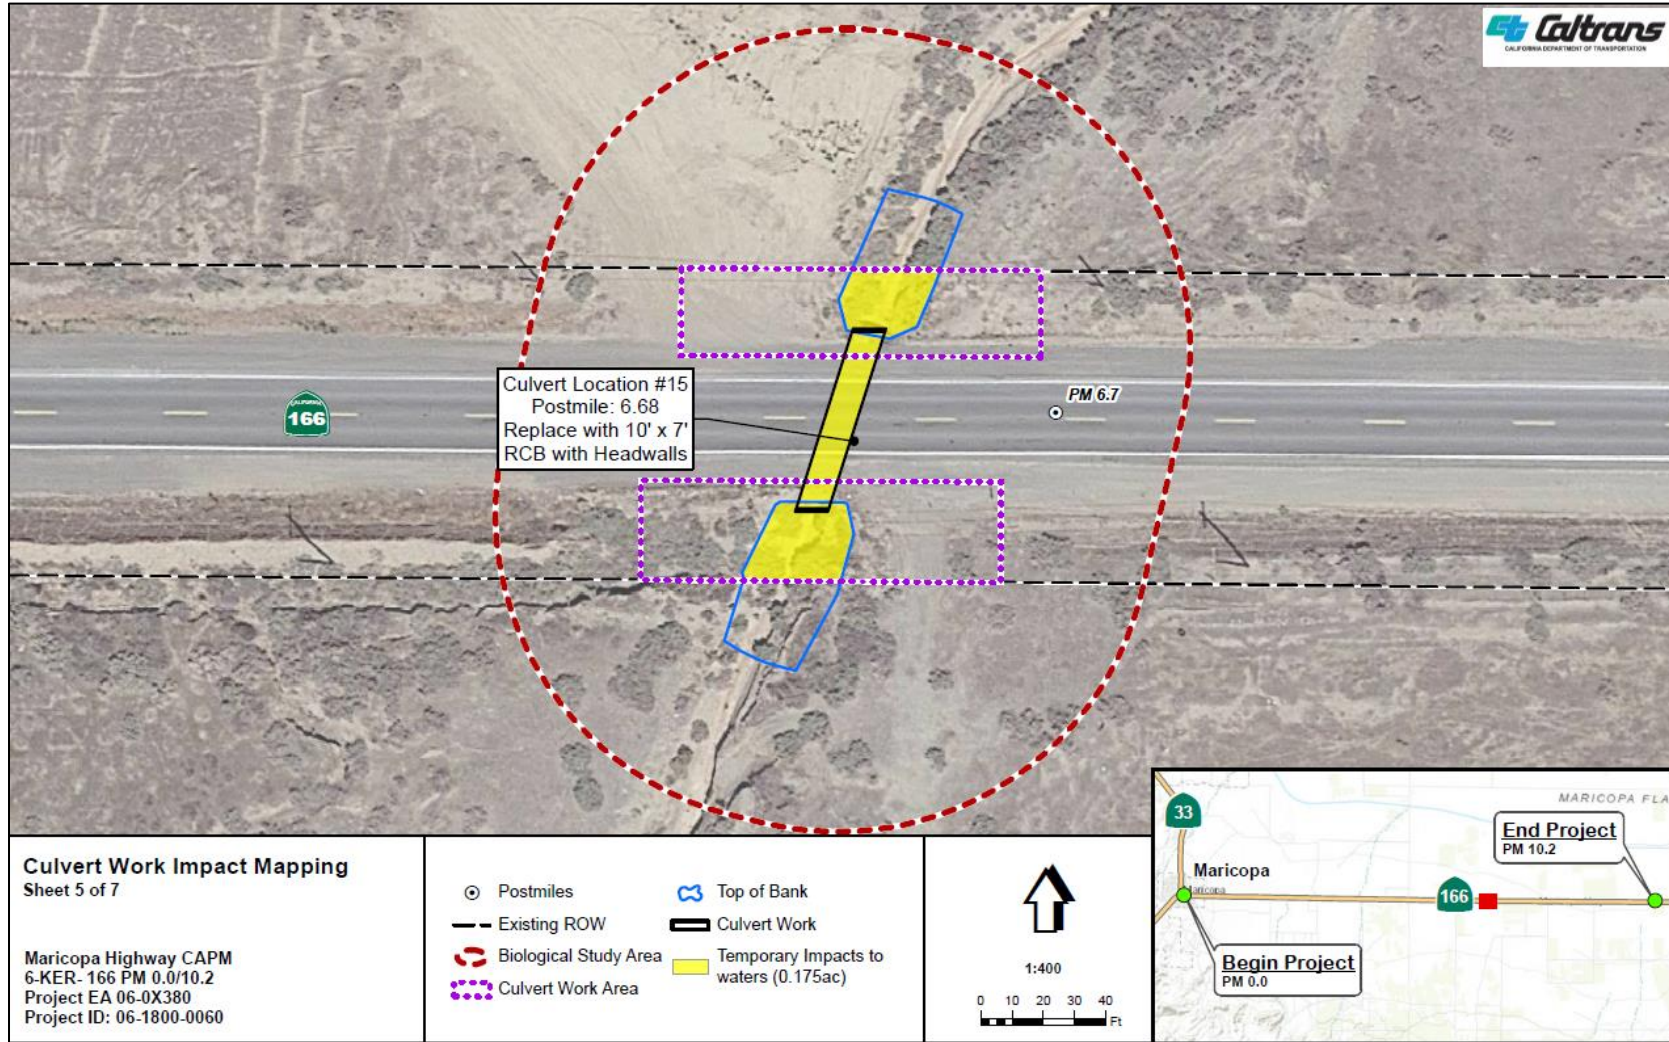 Caltrans
CALIFORNIA DEPARTMENT OF TRANSPORTATION
Culvert Location #15
Postmile: 6.68
Replace with 10' x 7'
RCB with Headwalls
CALIFORNIA
166
PM 6.7
Culvert Work Impact Mapping
Sheet 5 of 7
Maricopa Highway CAPM
6-KER- 166 PM 0.0/10.2
Project EA 06-0X380
Project ID: 06-1800-0060
Postmiles
Existing ROW
Biological Study Area
Culvert Work Area
Top of Bank
Culvert Work
Temporary Impacts to
waters (0.175ac)
1:400
0 10 20 30 40
Ft
MARICOPA FLA
33
Maricopa
Maricopa
166
End Project
PM 10.2
Begin Project
PM 0.0